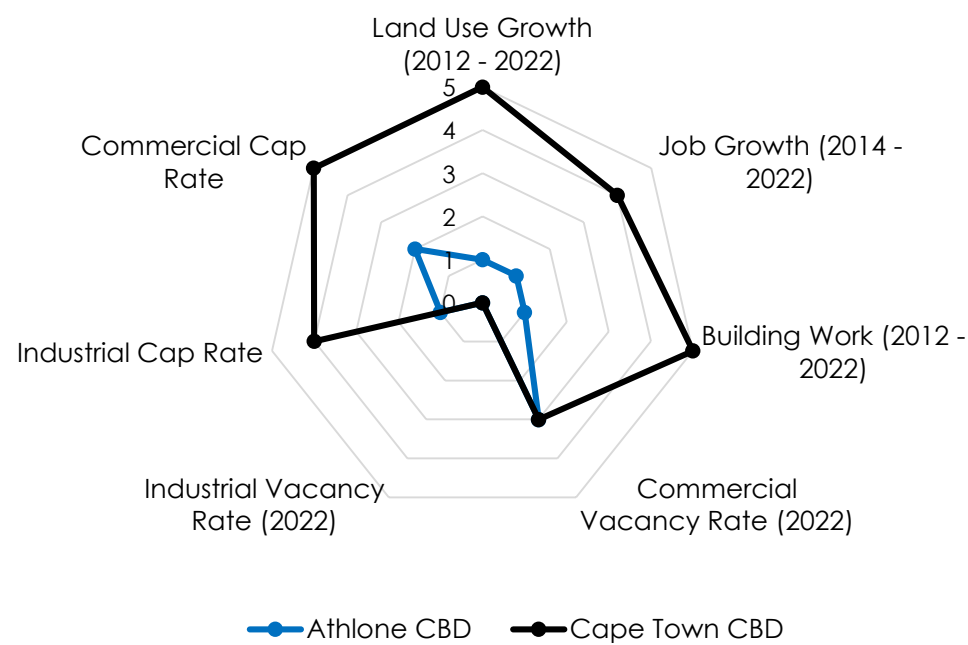 Land Use Growth
(2012 - 2022)
5
4
3
2
1
0
Job Growth (2014 -
2022)
Building Work (2012 -
2022)
Commercial
Vacancy Rate (2022)
Industrial Vacancy
Rate (2022)
Industrial Cap Rate
Commercial Cap
Rate
Athlone CBD
Cape Town CBD